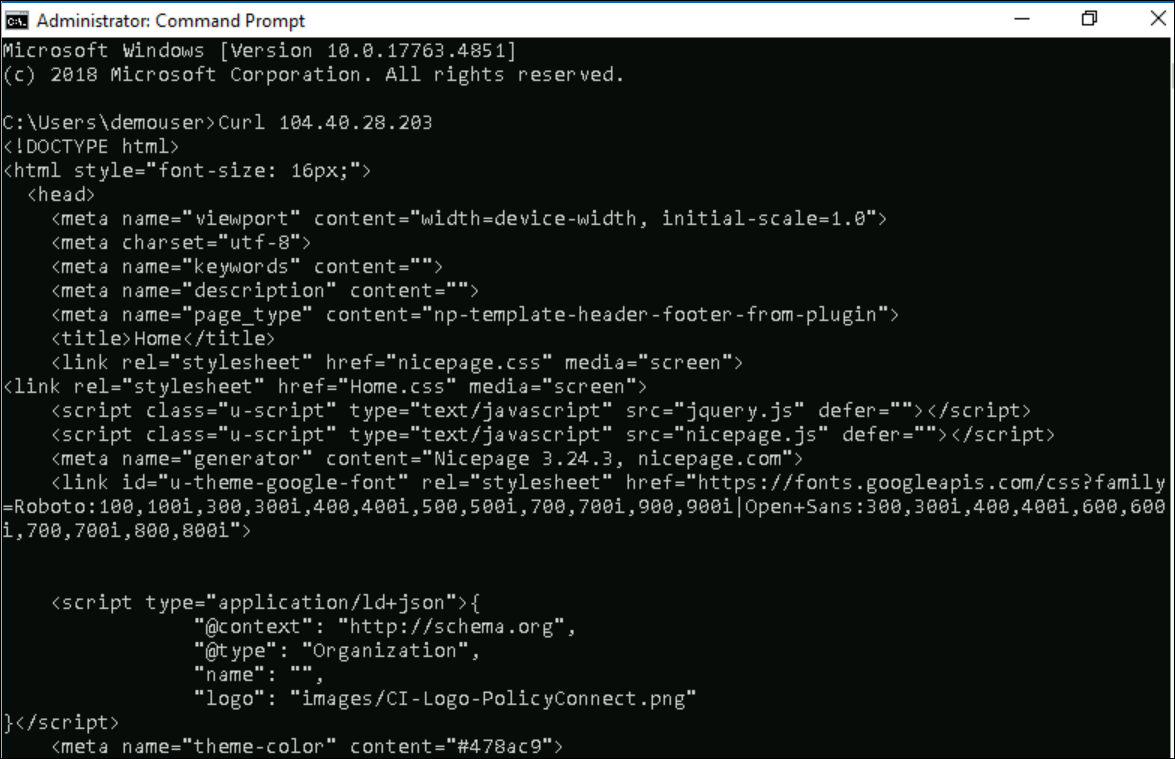 Administrator: Command Prompt
Microsoft Windows [Version 10.0.17763.4851]
(c) 2018 Microsoft Corporation. All rights reserved.
C:\Users\demouser>Curl 104.40.28.203
<!DOCTYPE html>
<html style="font-size: 16px;">
  <head>
    <meta name="viewport" content="width=device-width, initial-scale=1.0">
    <meta charset="utf-8">
    <meta name="keywords" content="">
    <meta name="description" content="">
    <meta name="page_type" content="np-template-header-footer-from-plugin">
    <title>Home</title>
    <link rel="stylesheet" href="nicepage.css" media="screen">
<link rel="stylesheet" href="Home.css" media="screen">
    <script class="u-script" type="text/javascript" src="jquery.js" defer=""></script>
    <script class="u-script" type="text/javascript" src="nicepage.js" defer=""></script>
    <meta name="generator" content="Nicepage 3.24.3, nicepage.com">
    <link id="u-theme-google-font" rel="stylesheet" href="https://fonts.googleapis.com/css?family
=Roboto:100,100i,300,300i,400,400i,500,500i,700,700i,900,900i|Open+Sans:300,300i,400,400i,600,600
i,700,700i,800,800i">
    <script type="application/ld+json">{
                "@context": "http://schema.org",
                "@type": "Organization",
                "name": "",
                "logo": "images/CI-Logo-PolicyConnect.png"
}</script>
    <meta name="theme-color" content="#478ac9">